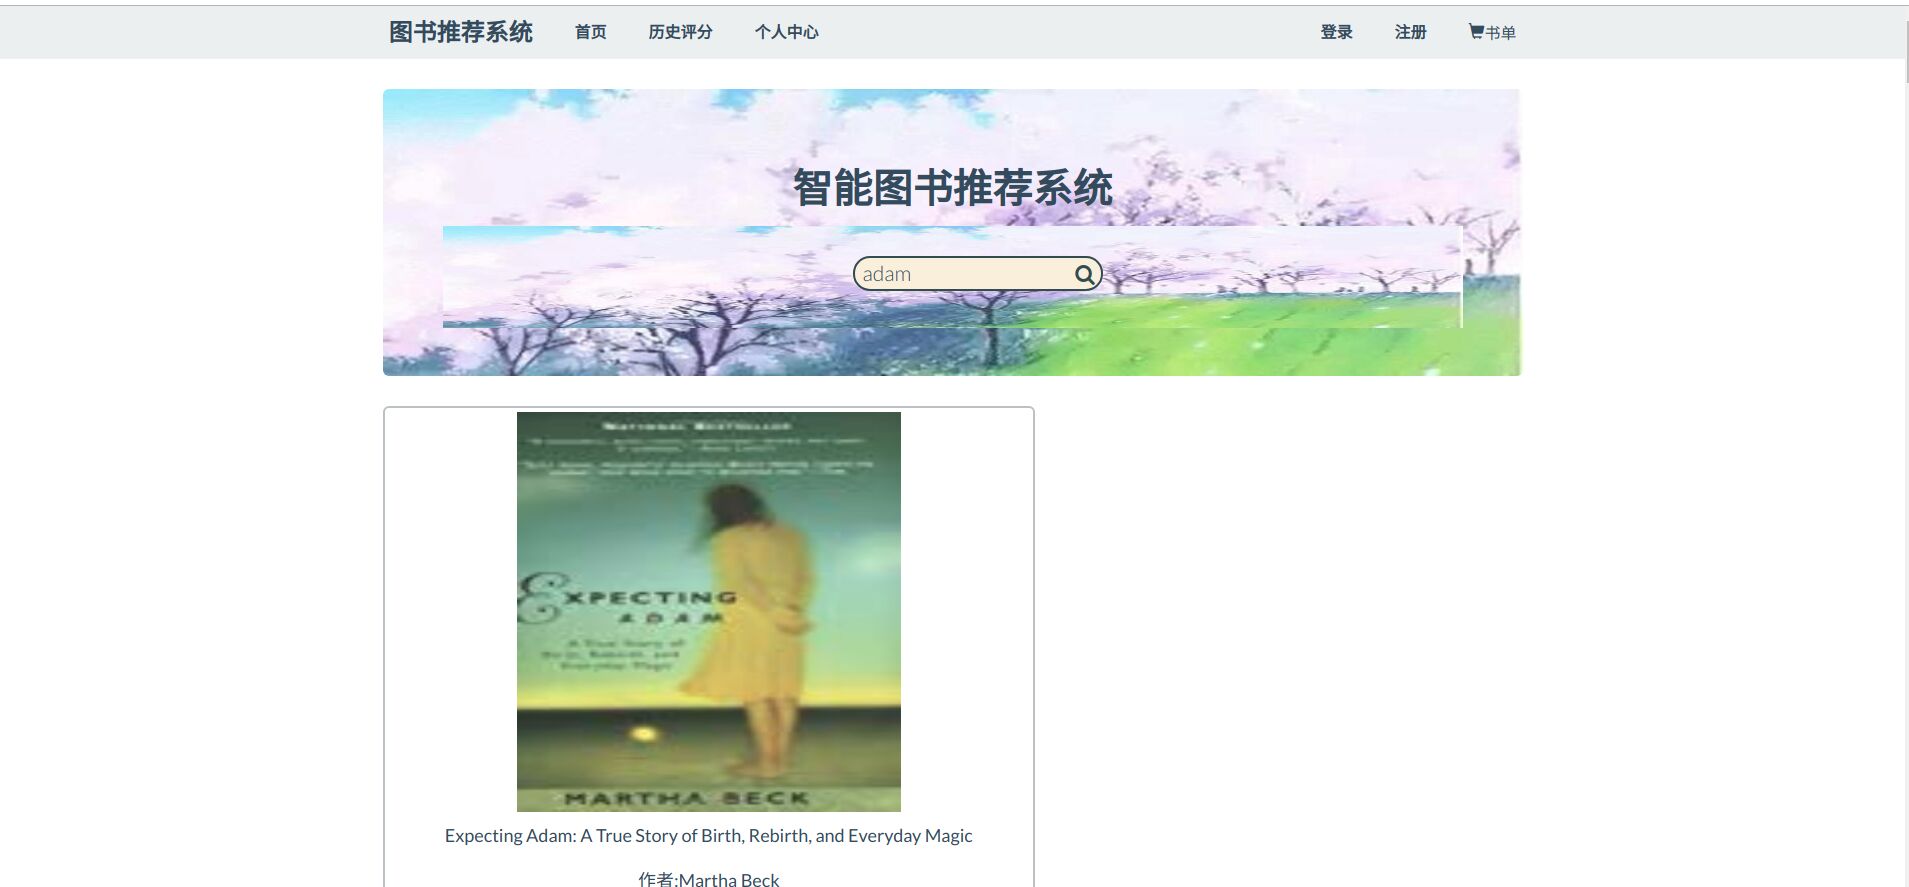 图书推荐系统 首页 历史评分 个人中心 登录 注册 书单
智能图书推荐系统
adam
NATIONAL BESTSELLER
EXPECTING
ADAM
A True Story of
Birth, Rebirth, and
Everyday Magic
MARTHA BECK
Expecting Adam: A True Story of Birth, Rebirth, and Everyday Magic
作者:Martha Beck